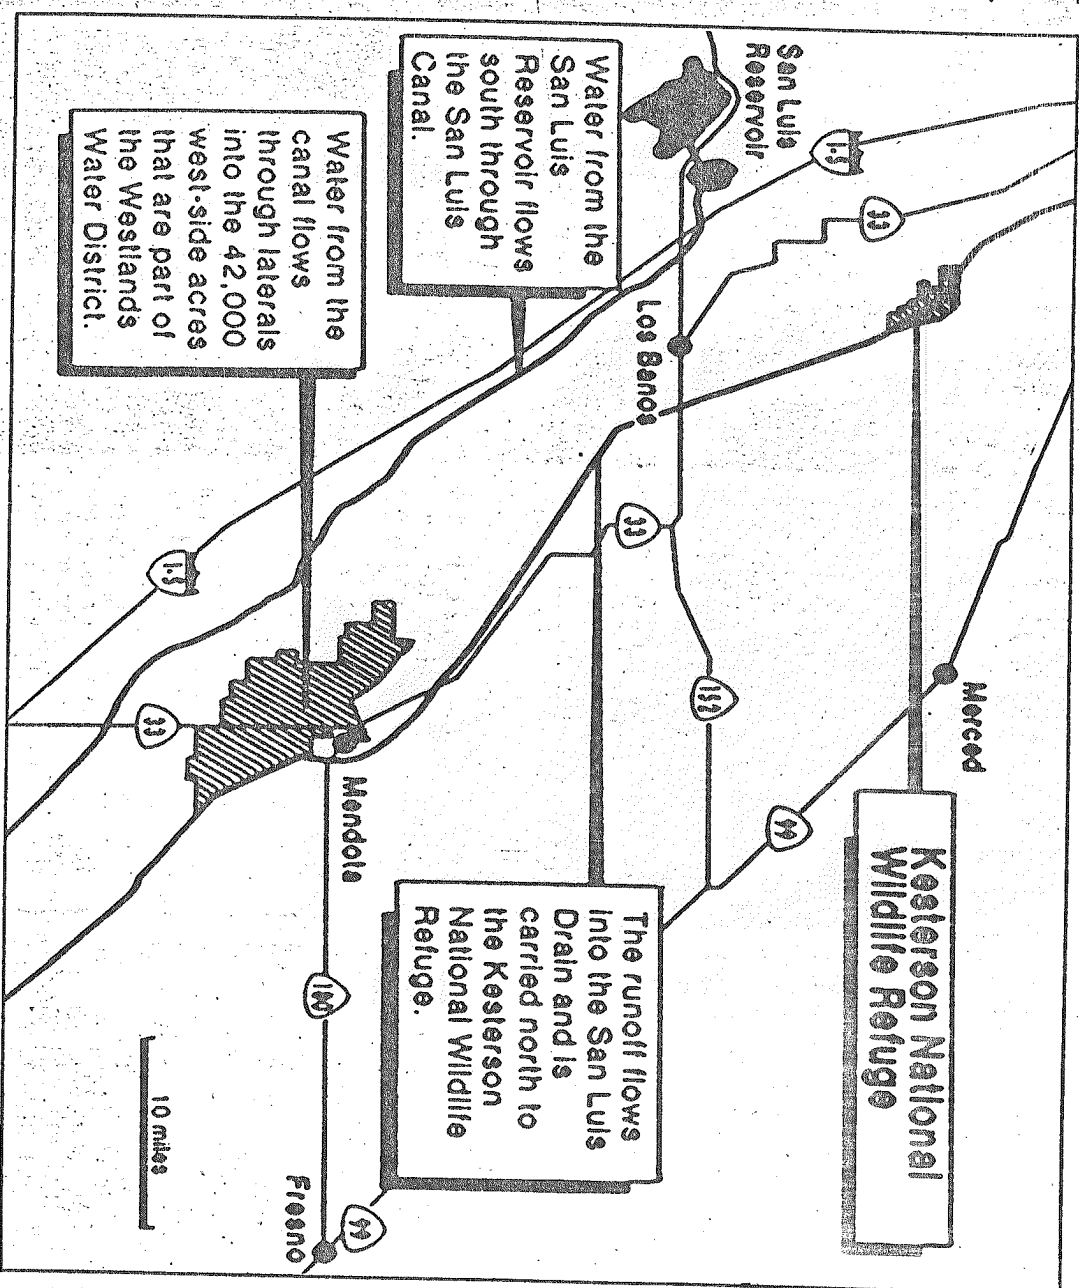 San Luis
Reservoir
I-5
33
Water from the
San Luis
Reservoir flows
south through
the San Luis
Canal.
Los Banos
Merced
Kesterson National
Wildlife Refuge
33
152
99
Water from the
canal flows
through laterals
into the 42,000
west-side acres
that are part of
the Westlands
Water District.
I-5
33
Mendota
The runoff flows
into the San Luis
Drain and is
carried north to
the Kesterson
National Wildlife
Refuge.
180
99
Fresno
10 miles